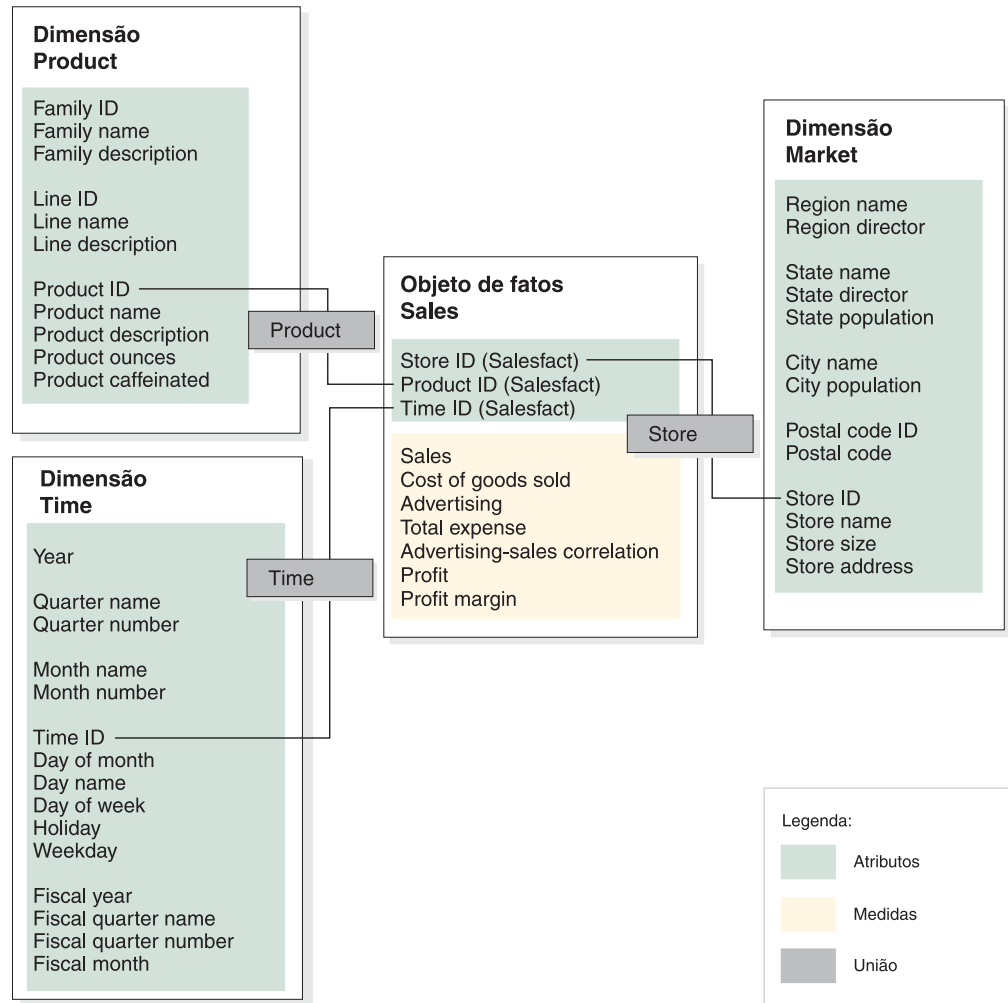 Dimensão
Product
Family ID
Family name
Family description
Line ID
Line name
Line description
Product ID
Product name
Product description
Product ounces
Product caffeinated
Product
Dimensão
Time
Year
Quarter name
Quarter number
Month name
Month number
Time ID
Day of month
Day name
Day of week
Holiday
Weekday
Fiscal year
Fiscal quarter name
Fiscal quarter number
Fiscal month
Time
Objeto de fatos
Sales
Store ID (Salesfact)
Product ID (Salesfact)
Time ID (Salesfact)
Sales
Cost of goods sold
Advertising
Total expense
Advertising-sales correlation
Profit
Profit margin
Store
Dimensão
Market
Region name
Region director
State name
State director
State population
City name
City population
Postal code ID
Postal code
Store ID
Store name
Store size
Store address
Legenda:
Atributos
Medidas
União